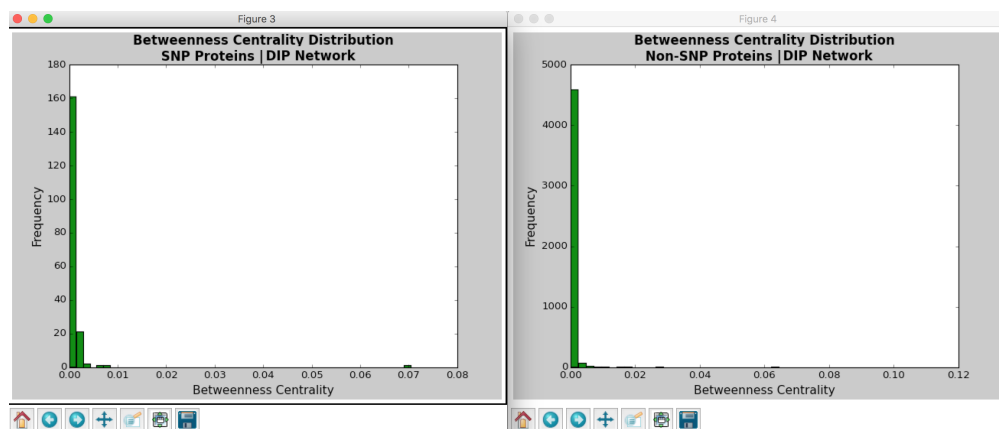 Figure 3
Betweenness Centrality Distribution
SNP Proteins | DIP Network
180
160
140
120
100
80
60
40
20
0
Frequency
0.00 0.01 0.02 0.03 0.04 0.05 0.06 0.07 0.08
Betweenness Centrality
Figure 4
Betweenness Centrality Distribution
Non-SNP Proteins | DIP Network
5000
4000
3000
2000
1000
0
Frequency
0.00 0.02 0.04 0.06 0.08 0.10 0.12
Betweenness Centrality